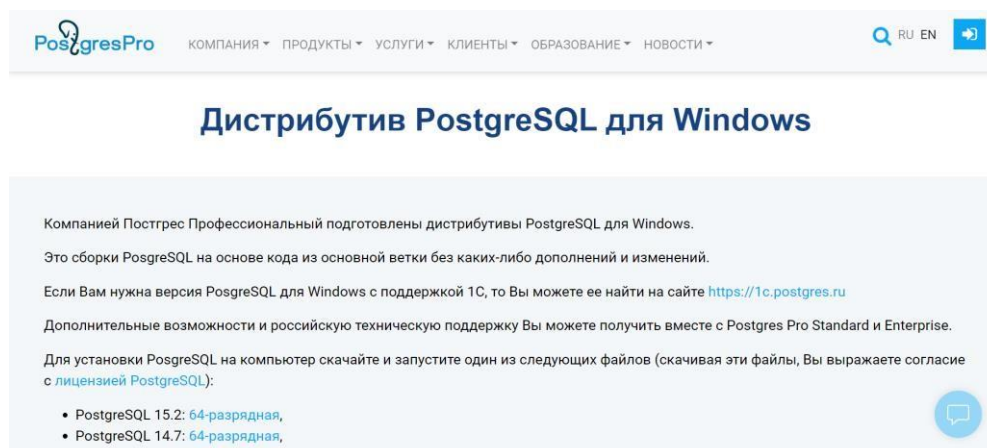 PostgresPro КОМПАНИЯ ПРОДУКТЫ УСЛУГИ КЛИЕНТЫ ОБРАЗОВАНИЕ НОВОСТИ RU EN
Дистрибутив PostgreSQL для Windows
Компанией Постгрес Профессиональный подготовлены дистрибутивы PostgreSQL для Windows.
Это сборки PosgreSQL на основе кода из основной ветки без каких-либо дополнений и изменений.
Если Вам нужна версия PosgreSQL для Windows с поддержкой 1С, то Вы можете ее найти на сайте https://1c.postgres.ru
Дополнительные возможности и российскую техническую поддержку Вы можете получить вместе с Postgres Pro Standard и Enterprise.
Для установки PosgreSQL на компьютер скачайте и запустите один из следующих файлов (скачивая эти файлы, Вы выражаете согласие
с лицензией PostgreSQL):
• PostgreSQL 15.2: 64-разрядная,
• PostgreSQL 14.7: 64-разрядная,